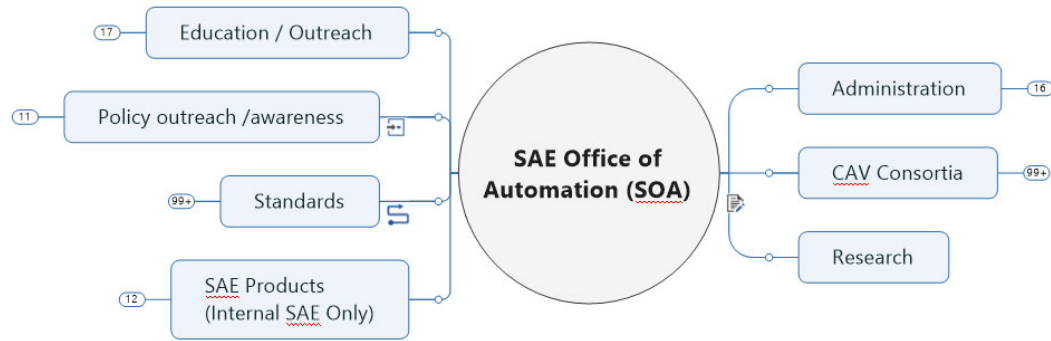 17
Education / Outreach
11
Policy outreach /awareness
99+
Standards
12
SAE Products
(Internal SAE Only)
SAE Office of
Automation (SOA)
Administration
16
CAV Consortia
99+
Research